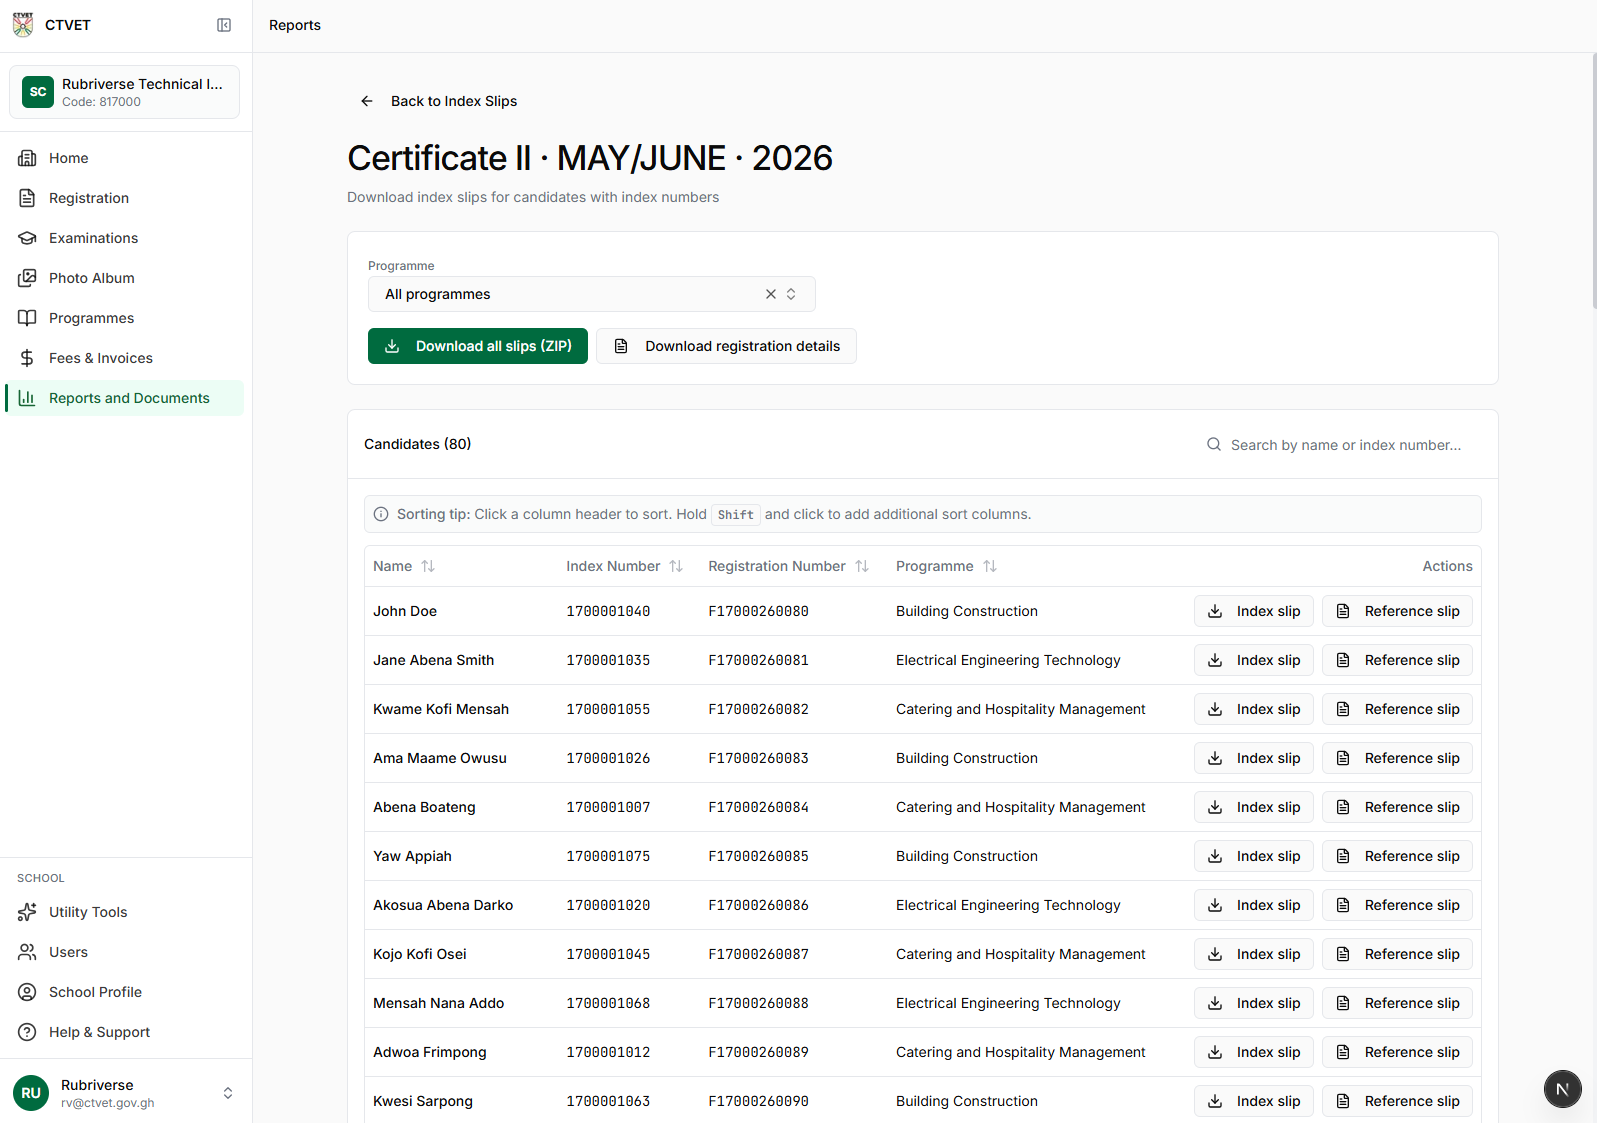 CTVET
Reports
SC
Rubriverse Technical I...
Code: 817000
Home
Registration
Examinations
Photo Album
Programmes
Fees & Invoices
Reports and Documents
SCHOOL
Utility Tools
Users
School Profile
Help & Support
RU
Rubriverse
rv@ctvet.gov.gh
Back to Index Slips
Certificate II · MAY/JUNE · 2026
Download index slips for candidates with index numbers
Programme
All programmes
Download all slips (ZIP) Download registration details
Candidates (80) Search by name or index number...
Sorting tip: Click a column header to sort. Hold Shift and click to add additional sort columns.
Name Index Number Registration Number Programme Actions
John Doe 1700001040 F17000260080 Building Construction Index slip Reference slip
Jane Abena Smith 1700001035 F17000260081 Electrical Engineering Technology Index slip Reference slip
Kwame Kofi Mensah 1700001055 F17000260082 Catering and Hospitality Management Index slip Reference slip
Ama Maame Owusu 1700001026 F17000260083 Building Construction Index slip Reference slip
Abena Boateng 1700001007 F17000260084 Catering and Hospitality Management Index slip Reference slip
Yaw Appiah 1700001075 F17000260085 Building Construction Index slip Reference slip
Akosua Abena Darko 1700001020 F17000260086 Electrical Engineering Technology Index slip Reference slip
Kojo Kofi Osei 1700001045 F17000260087 Catering and Hospitality Management Index slip Reference slip
Mensah Nana Addo 1700001068 F17000260088 Electrical Engineering Technology Index slip Reference slip
Adwoa Frimpong 1700001012 F17000260089 Catering and Hospitality Management Index slip Reference slip
Kwesi Sarpong 1700001063 F17000260090 Building Construction Index slip Reference slip
N